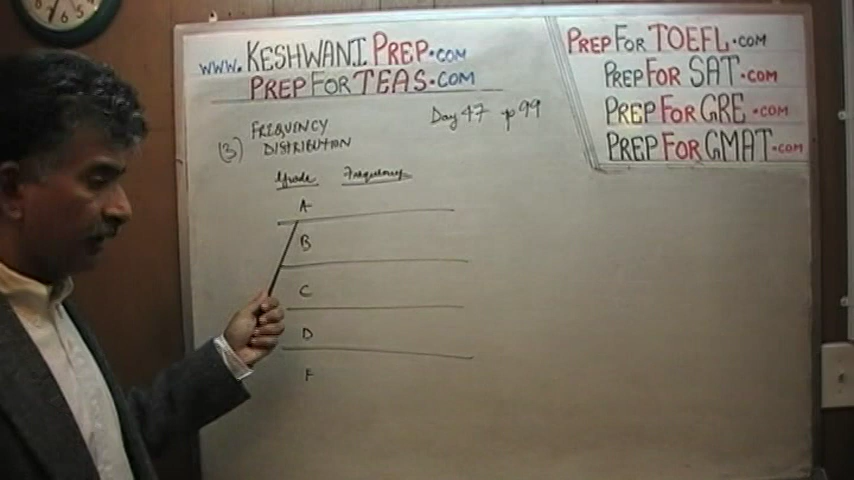 www.KESHWANIPREP.COM
PREPFORTEAS.COM
PREPFORTOEFL.COM
PREPFORSAT.COM
PREPFORGRE.COM
PREPFORGMAT.COM
Day 47 p99
(3) FREQUENCY
DISTRIBUTION
Grade Frequency
A
B
C
D
F